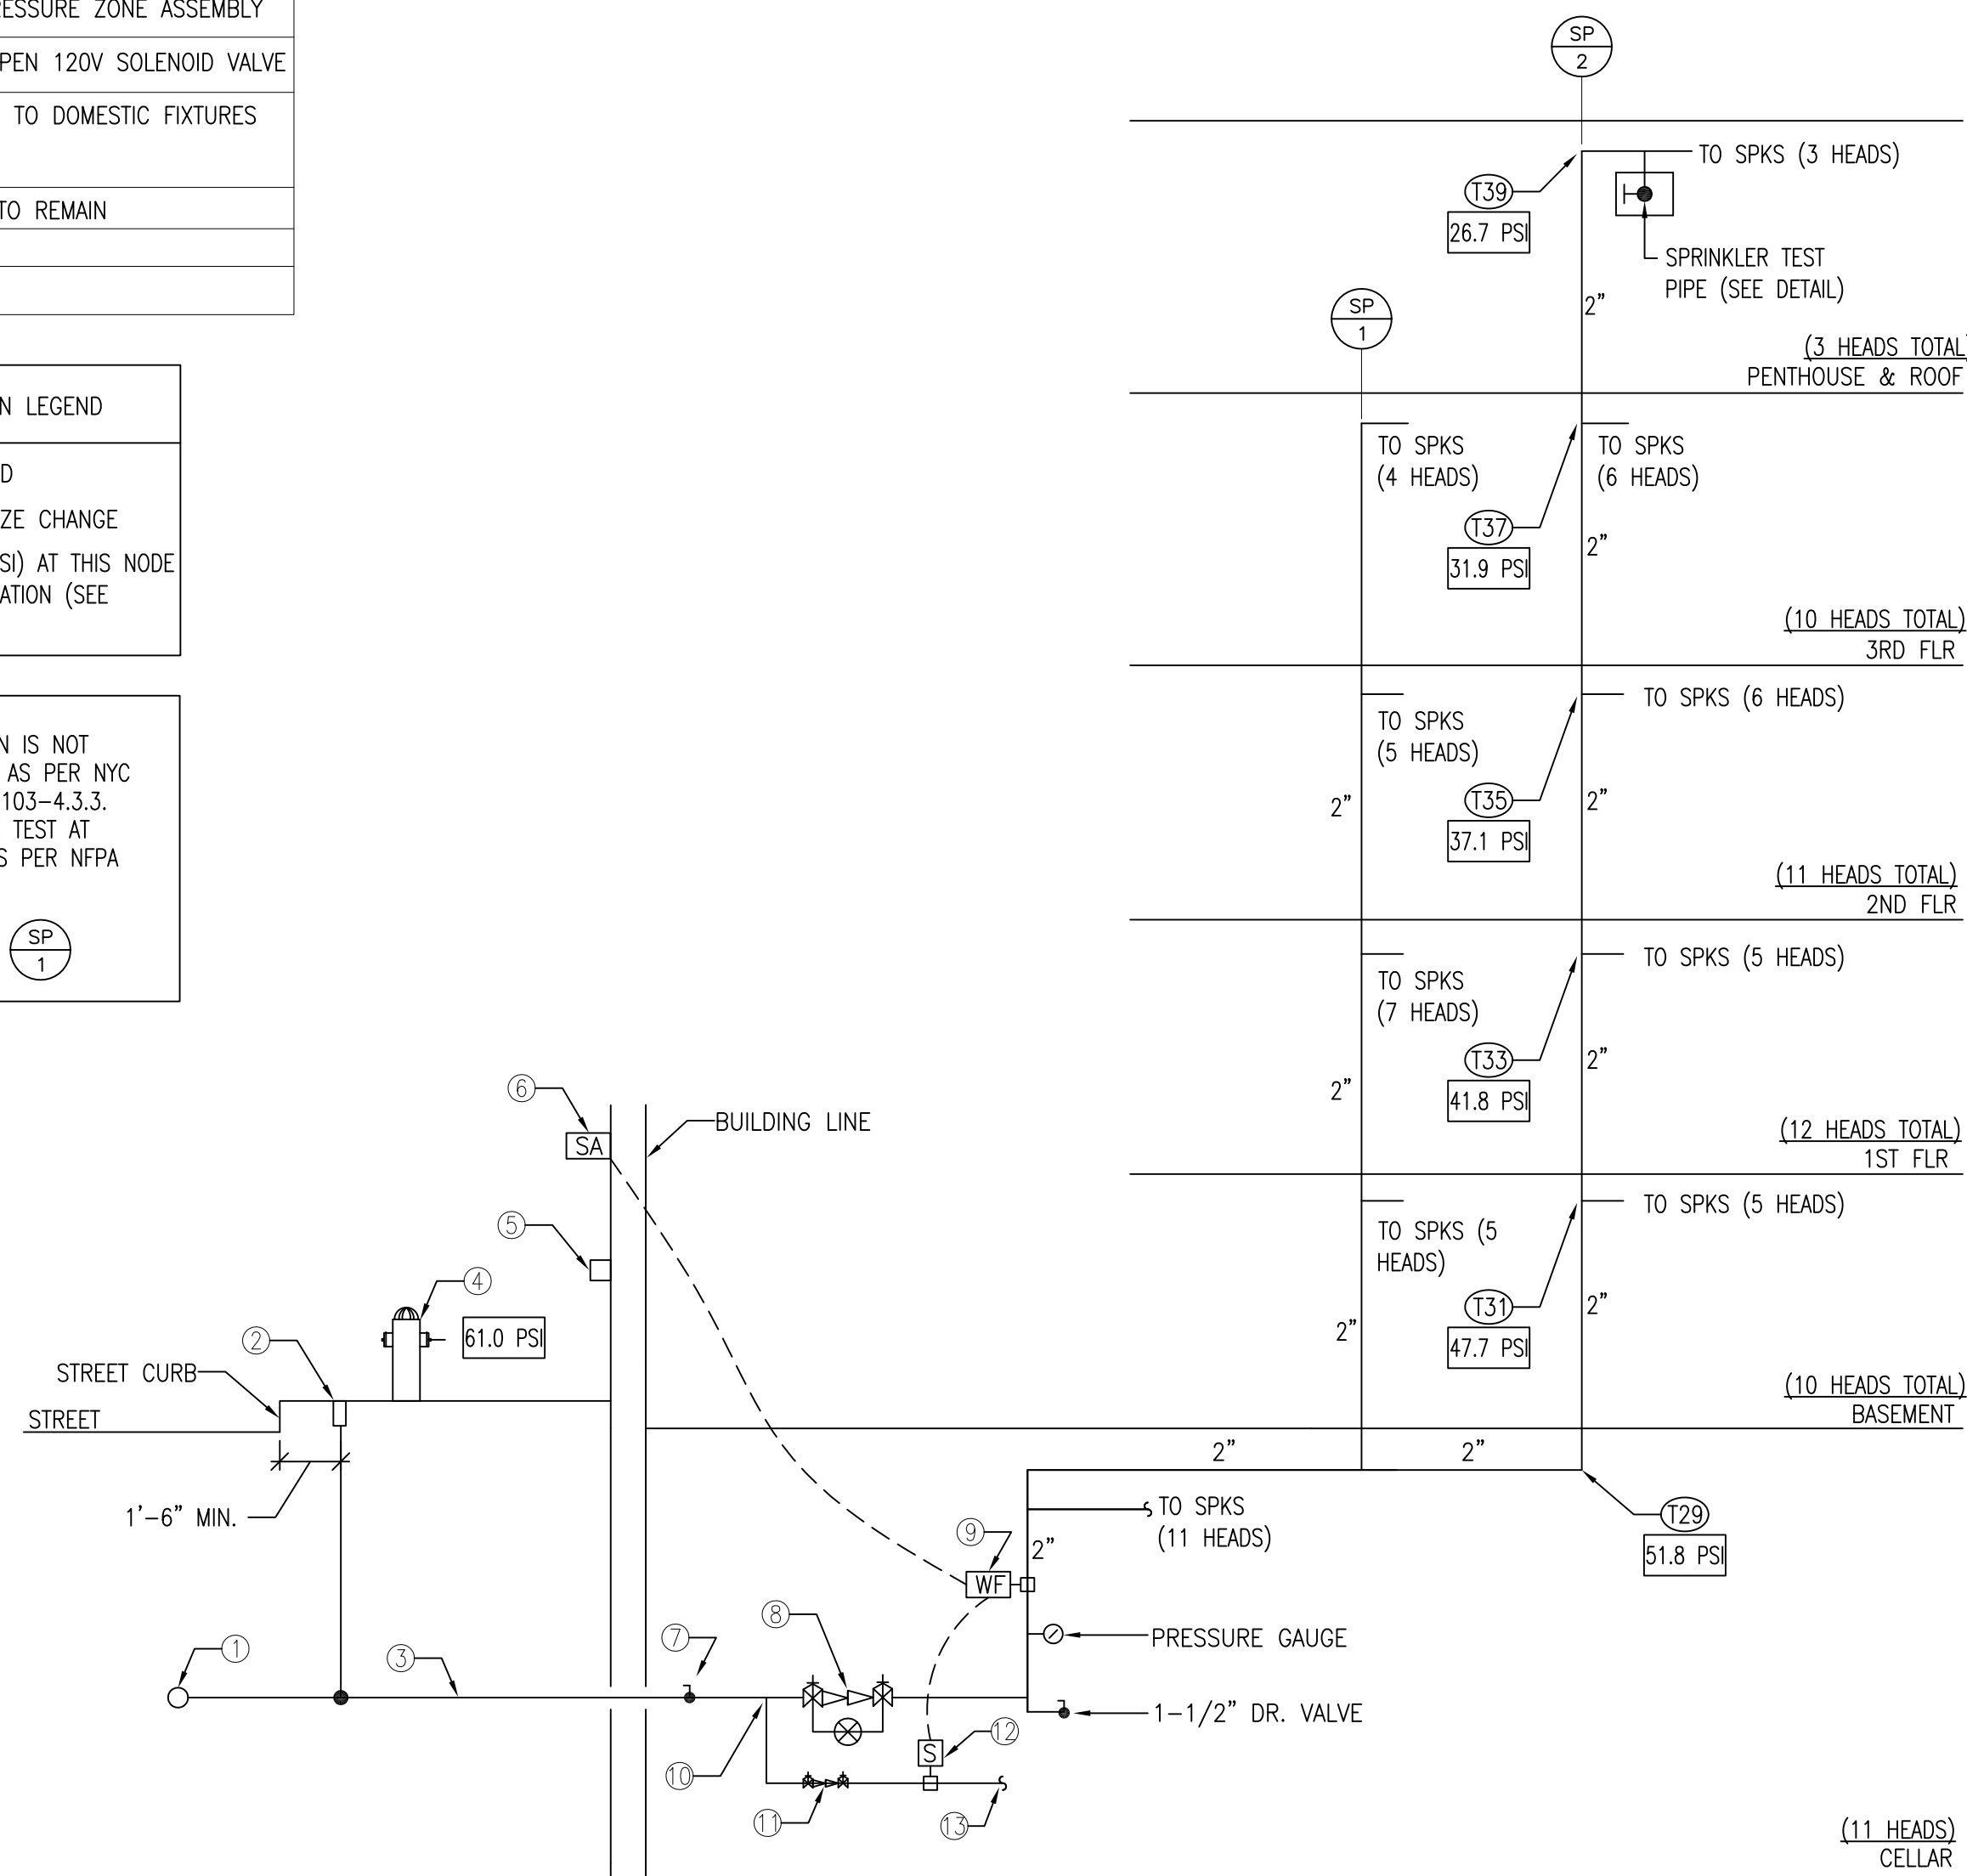 RESSURE ZONE ASSEMBLY
PEN 120V SOLENOID VALVE
TO DOMESTIC FIXTURES
TO REMAIN
N LEGEND
D
ZE CHANGE
SI) AT THIS NODE
ATION (SEE
N IS NOT
AS PER NYC
103-4.3.3.
TEST AT
S PER NFPA
SP
1
SP
2
TO SPKS (3 HEADS)
T39
26.7 PSI
SPRINKLER TEST
PIPE (SEE DETAIL)
2"
SP
1
(3 HEADS TOTAL)
PENTHOUSE & ROOF
TO SPKS
(4 HEADS)
TO SPKS
(6 HEADS)
T37
31.9 PSI
2"
(10 HEADS TOTAL)
3RD FLR
TO SPKS
(5 HEADS)
TO SPKS (6 HEADS)
T35
37.1 PSI
2"
2"
(11 HEADS TOTAL)
2ND FLR
TO SPKS
(7 HEADS)
TO SPKS (5 HEADS)
T33
41.8 PSI
2"
2"
(12 HEADS TOTAL)
1ST FLR
TO SPKS (5
HEADS)
TO SPKS (5 HEADS)
T31
47.7 PSI
2"
2"
(10 HEADS TOTAL)
BASEMENT
6
SA
BUILDING LINE
5
4
61.0 PSI
2
STREET CURB
STREET
1'-6" MIN.
2"
2"
TO SPKS
(11 HEADS)
T29
51.8 PSI
9
2"
WF
8
7
PRESSURE GAUGE
1
3
1-1/2" DR. VALVE
12
S
10
11
13
(11 HEADS)
CELLAR